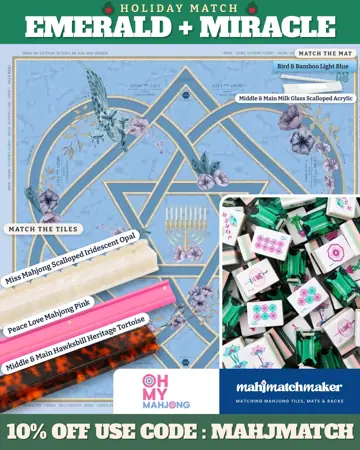 HOLIDAY MATCH
EMERALD + MIRACLE
MATCH THE MAT
Bird & Bamboo Light Blue
Middle & Main Milk Glass Scalloped Acrylic
MATCH THE TILES
Miss Mahjong Scalloped Iridescent Opal
Peace Love Mahjong Pink
Middle & Main Hawksbill Heritage Tortoise
OH
MY
MAHJONG
mahjmatchmaker
MATCHING MAHJONG TILES, MATS & RACKS
10% OFF USE CODE : MAHJMATCH